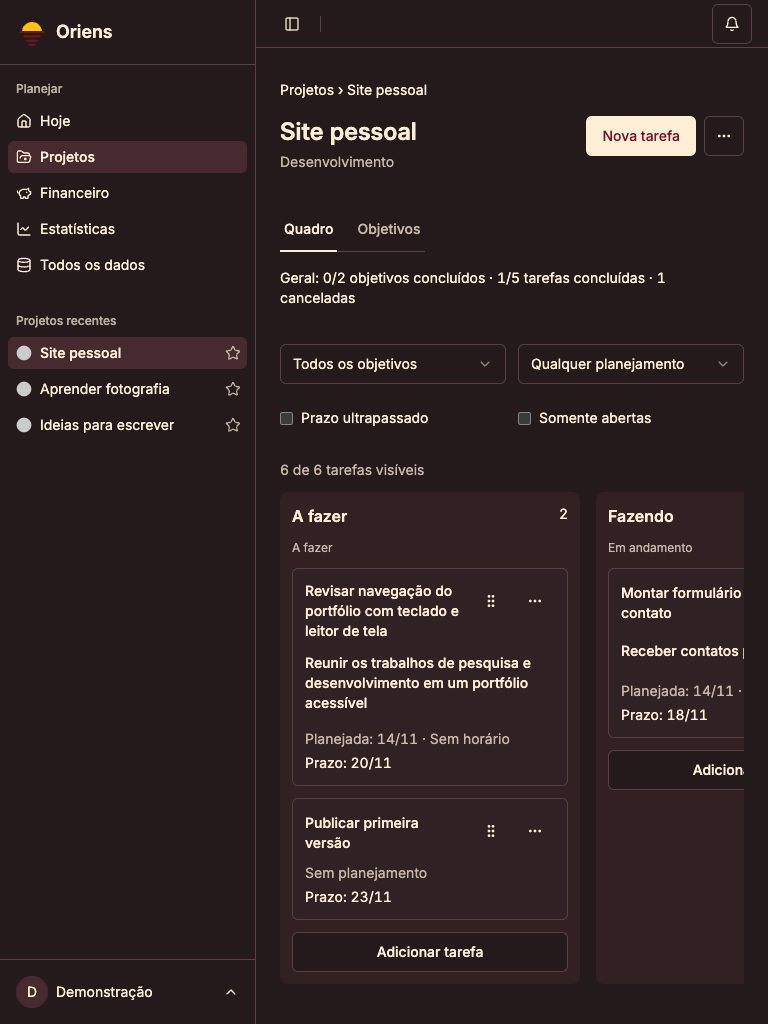 Oriens
Planejar
Hoje
Projetos
Financeiro
Estatísticas
Todos os dados
Projetos recentes
Site pessoal
Aprender fotografia
Ideias para escrever
D
Demonstração
Projetos › Site pessoal
Site pessoal
Desenvolvimento
Nova tarefa
Quadro
Objetivos
Geral: 0/2 objetivos concluídos · 1/5 tarefas concluídas · 1
canceladas
Todos os objetivos
Qualquer planejamento
Prazo ultrapassado
Somente abertas
6 de 6 tarefas visíveis
A fazer
2
A fazer
Revisar navegação do
portfólio com teclado e
leitor de tela
Reunir os trabalhos de pesquisa e
desenvolvimento em um portfólio
acessível
Planejada: 14/11 · Sem horário
Prazo: 20/11
Publicar primeira
versão
Sem planejamento
Prazo: 23/11
Adicionar tarefa
Fazendo
Em andamento
Montar formulário
contato
Receber contatos
Planejada: 14/11 ·
Prazo: 18/11